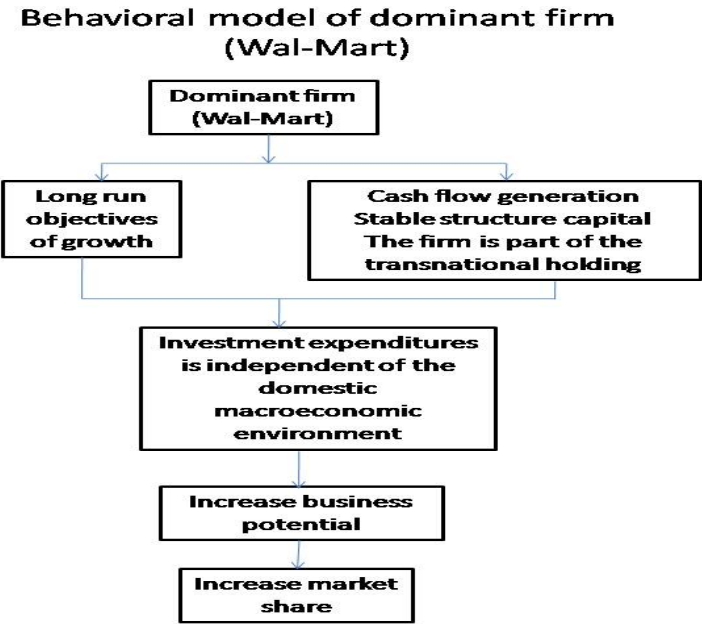 Behavioral model of dominant firm
(Wal-Mart)
Dominant firm
(Wal-Mart)
Long run
objectives
of growth
Cash flow generation
Stable structure capital
The firm is part of the
transnational holding
Investment expenditures
is independent of the
domestic
macroeconomic
environment
Increase business
potential
Increase market
share